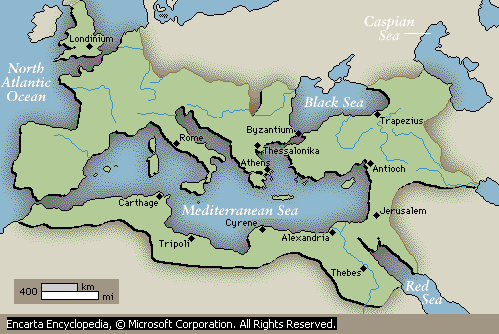 Caspian
Sea
Londinium
North
Atlantic
Ocean
Black Sea
Trapezius
Byzantium
Rome
Thessalonika
Athens
Antioch
Carthage
Mediterranean Sea
Jerusalem
Cyrene
Alexandria
Tripoli
Thebes
Red
Sea
400 km
mi
Encarta Encyclopedia, © Microsoft Corporation. All Rights Reserved.